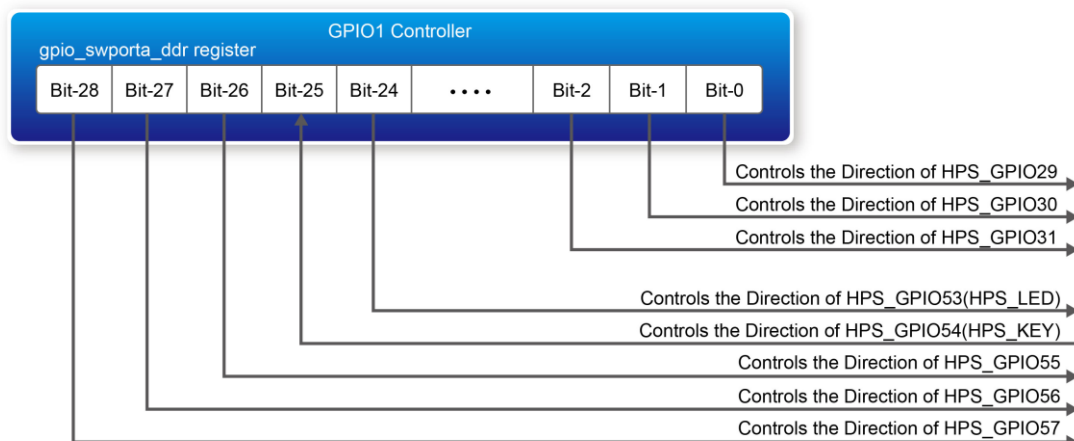 GPIO1 Controller
gpio_swporta_ddr register
Bit-28 Bit-27 Bit-26 Bit-25 Bit-24 •••• Bit-2 Bit-1 Bit-0
Controls the Direction of HPS_GPIO29
Controls the Direction of HPS_GPIO30
Controls the Direction of HPS_GPIO31
Controls the Direction of HPS_GPIO53(HPS_LED)
Controls the Direction of HPS_GPIO54(HPS_KEY)
Controls the Direction of HPS_GPIO55
Controls the Direction of HPS_GPIO56
Controls the Direction of HPS_GPIO57